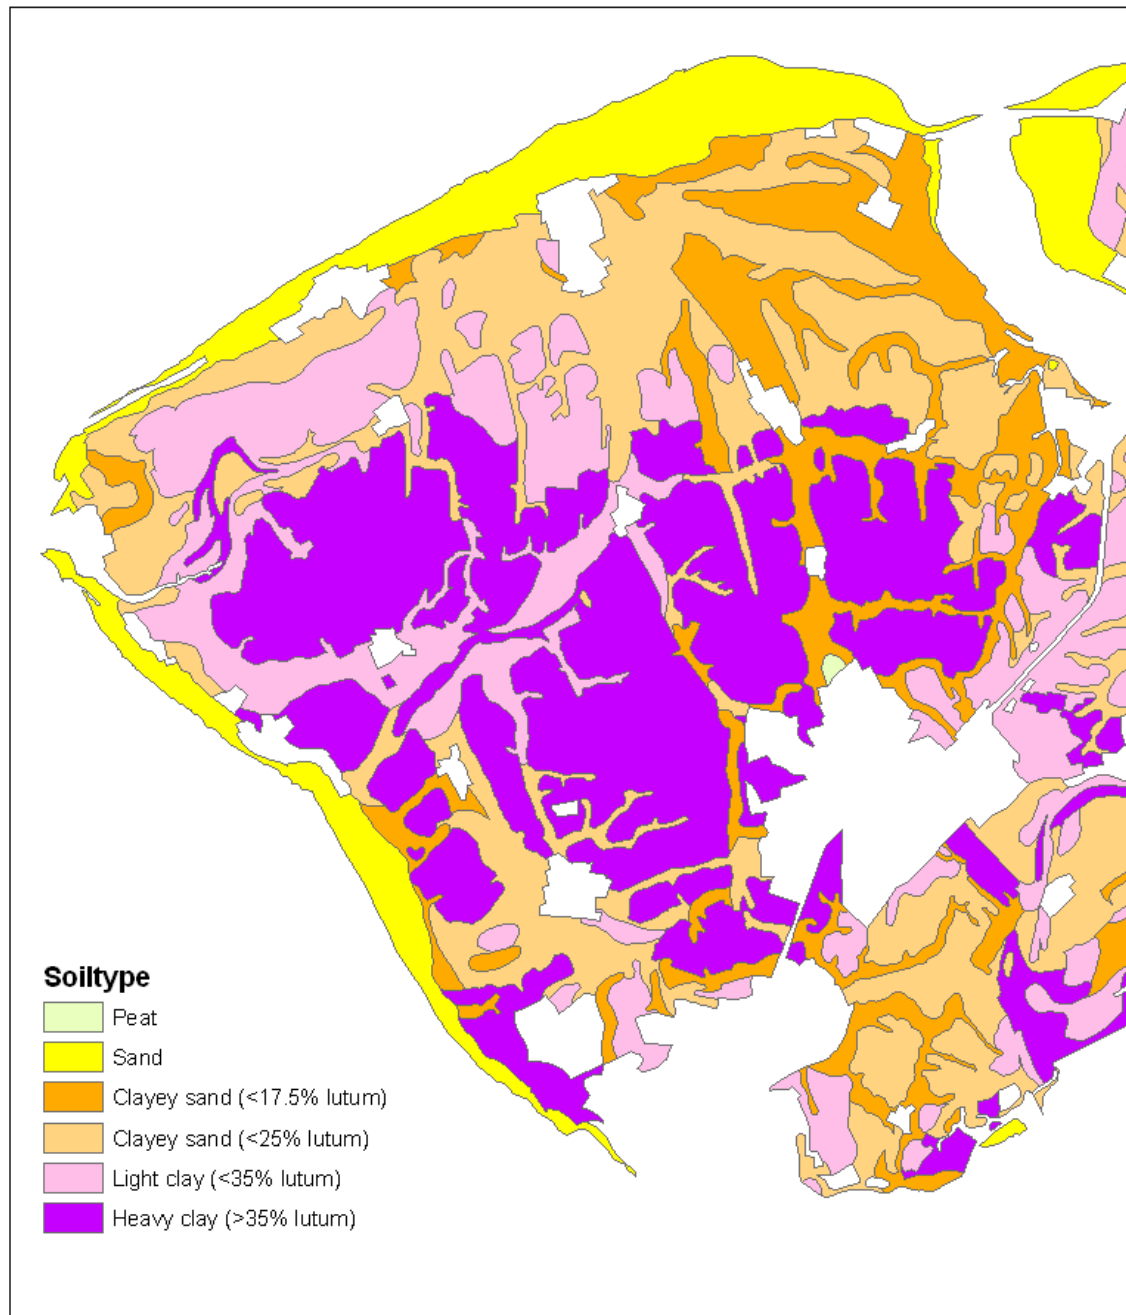 Soiltype
Peat
Sand
Clayey sand (<17.5% lutum)
Clayey sand (<25% lutum)
Light clay (<35% lutum)
Heavy clay (>35% lutum)